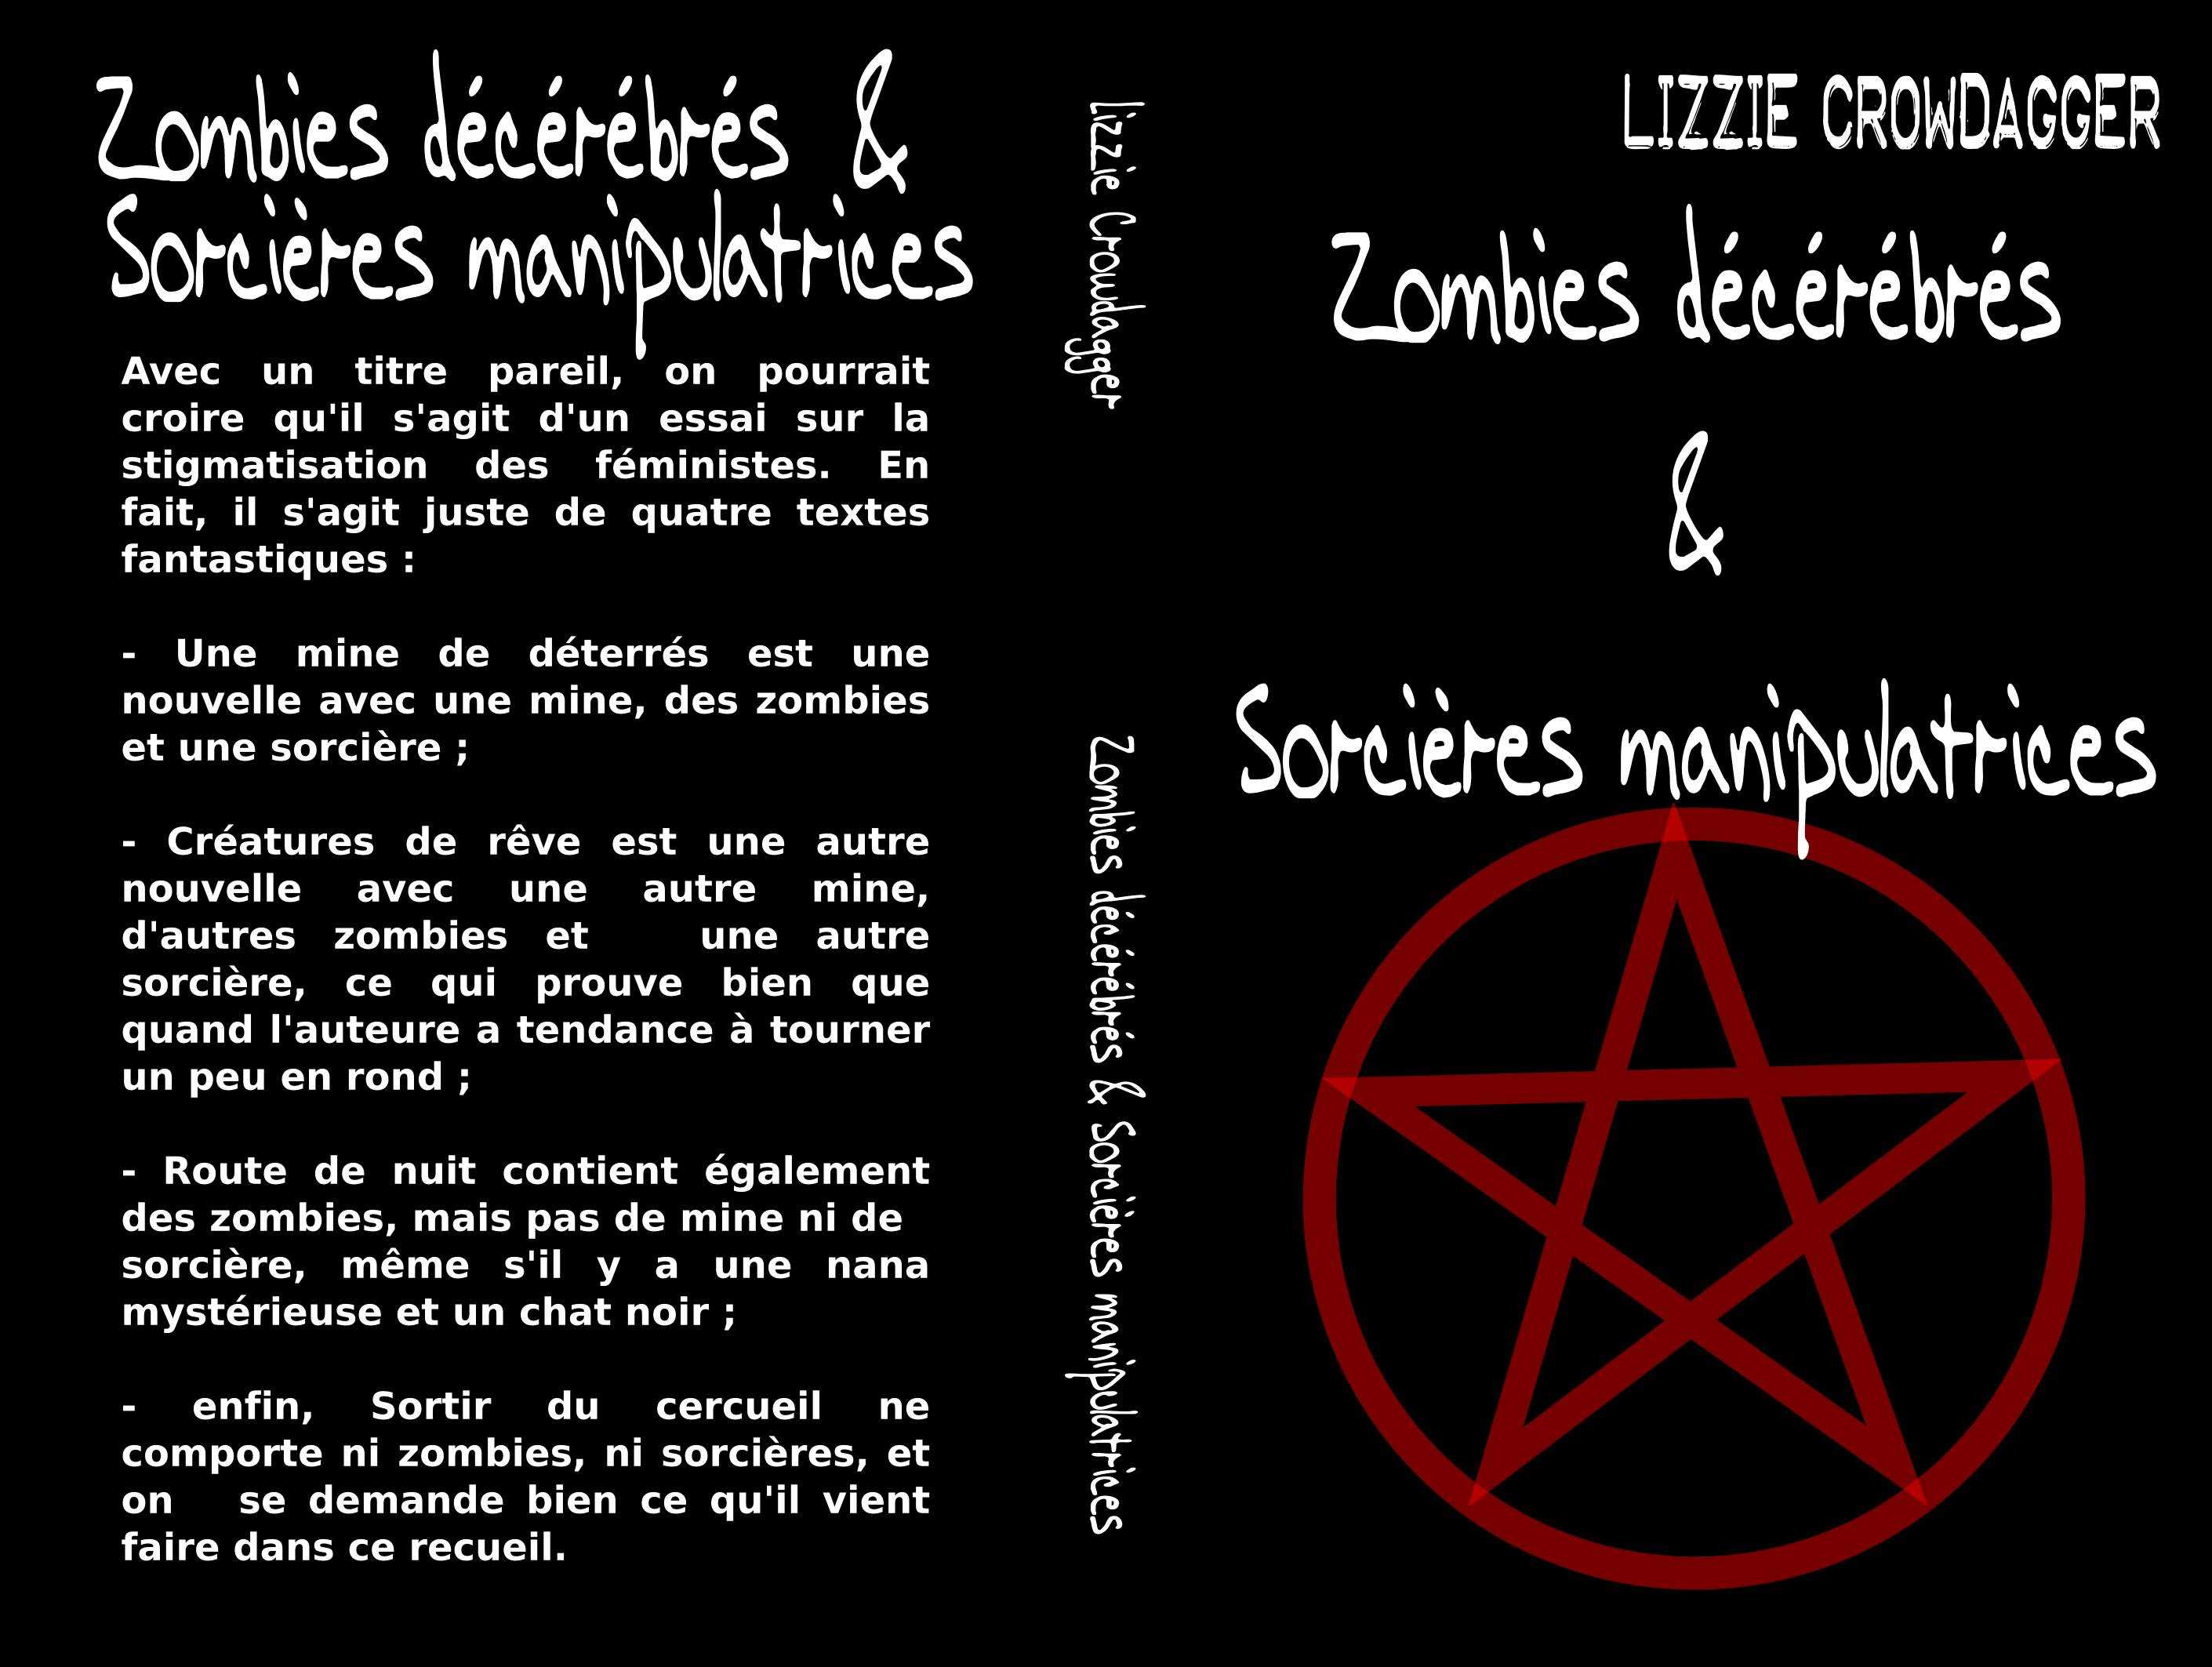 Zombies décérébrés &
Sorcières manipulatrices
Avec un titre pareil, on pourrait
croire qu'il s'agit d'un essai sur la
stigmatisation des féministes. En
fait, il s'agit juste de quatre textes
fantastiques :
- Une mine de déterrés est une
nouvelle avec une mine, des zombies
et une sorcière ;
- Créatures de rêve est une autre
nouvelle avec une autre mine,
d'autres zombies et une autre
sorcière, ce qui prouve bien que
quand l'auteure a tendance à tourner
un peu en rond ;
- Route de nuit contient également
des zombies, mais pas de mine ni de
sorcière, même s'il y a une nana
mystérieuse et un chat noir ;
- enfin, Sortir du cercueil ne
comporte ni zombies, ni sorcières, et
on se demande bien ce qu'il vient
faire dans ce recueil.
Lizzie Crowdagger
Zombies décérébrés & Sorcières manipulatrices
LIZZIE CROWDAGGER
Zombies décérébrés
&
Sorcières manipulatrices